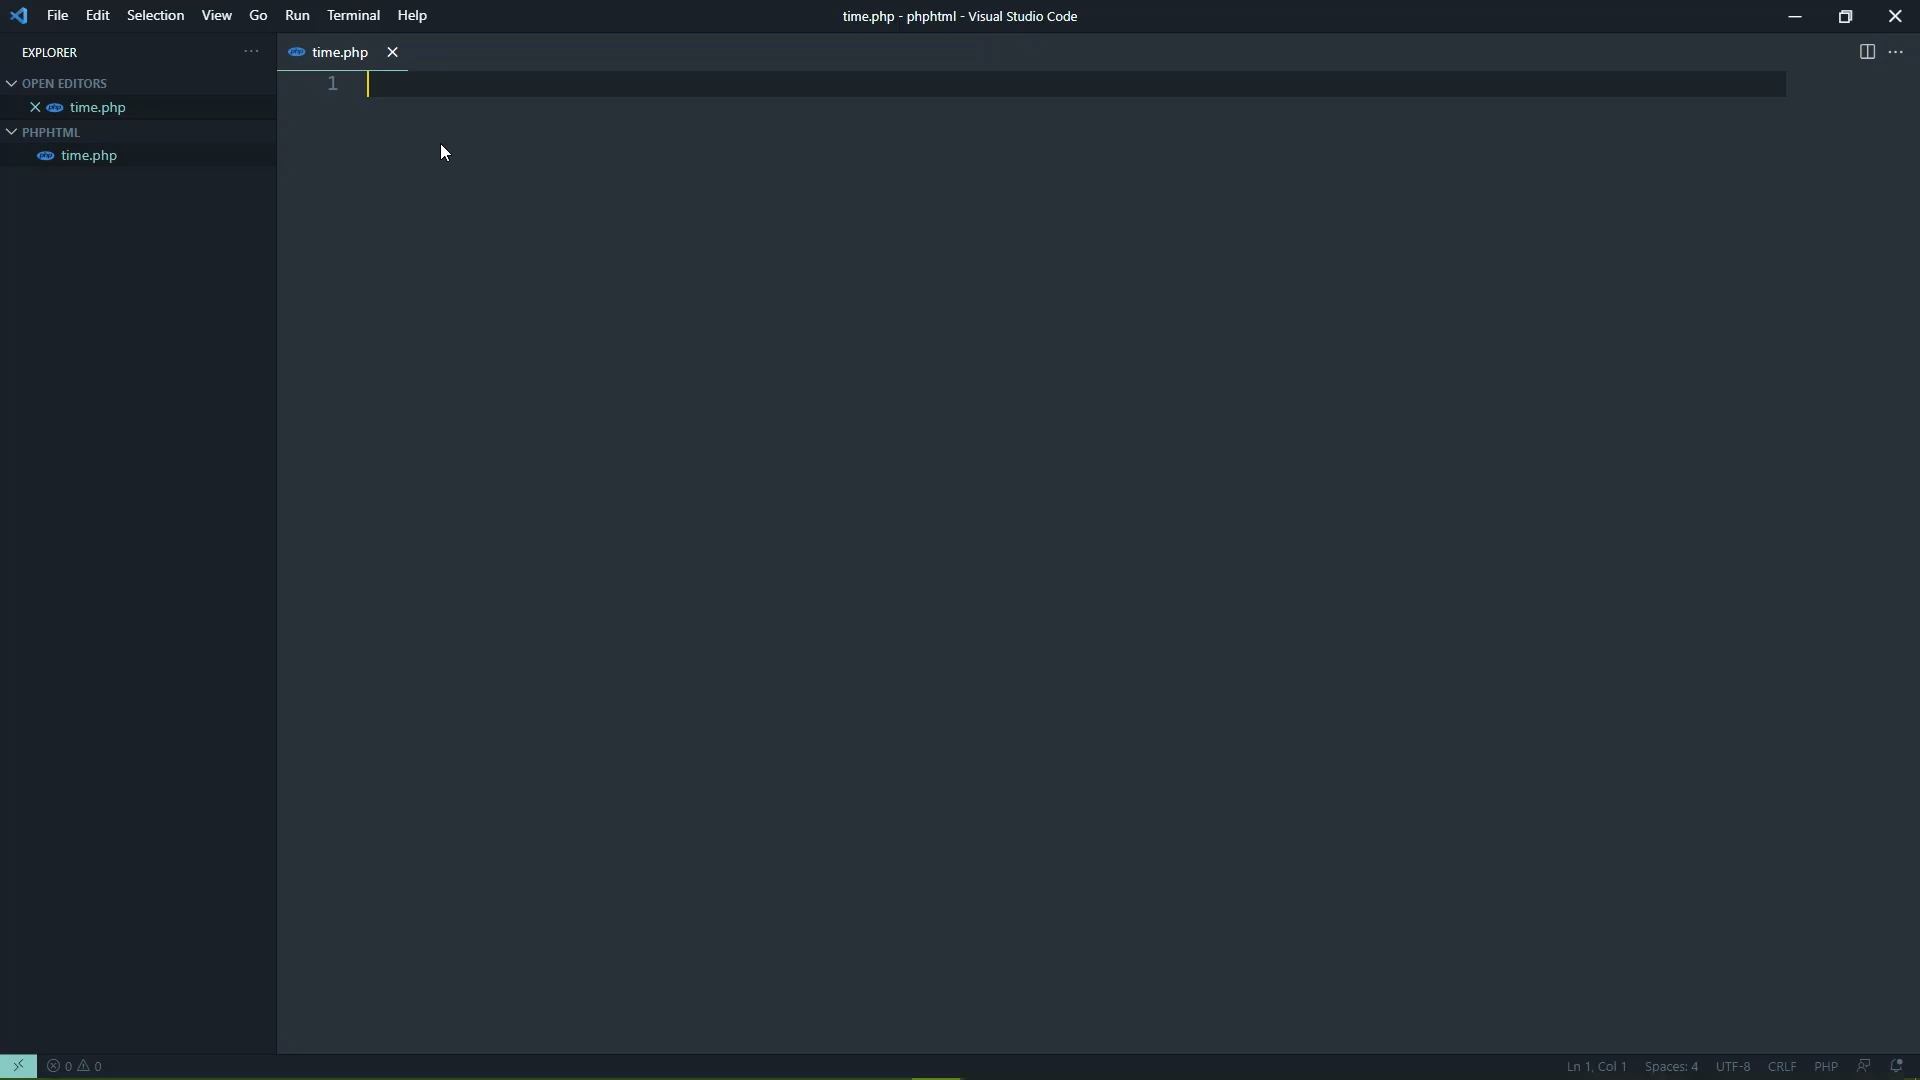 File Edit Selection View Go Run Terminal Help time.php - phphtml - Visual Studio Code
EXPLORER
time.php
OPEN EDITORS
1
time.php
PHPHTML
time.php
0 0 Ln 1, Col 1 Spaces: 4 UTF-8 CRLF PHP